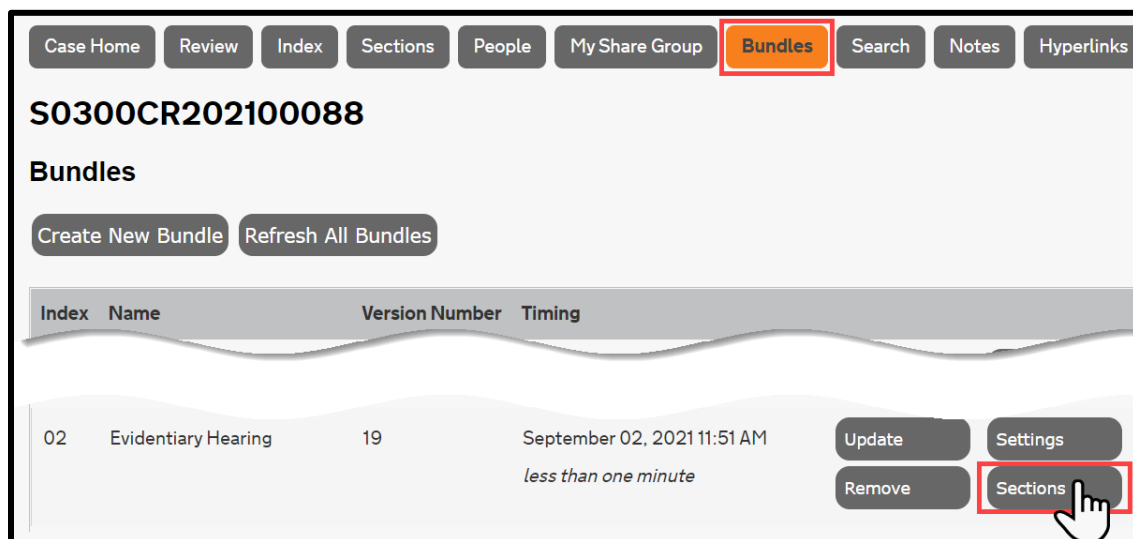 Case Home Review Index Sections People My Share Group Bundles Search Notes Hyperlinks
S0300CR202100088
Bundles
Create New Bundle Refresh All Bundles
Index Name Version Number Timing
02 Evidentiary Hearing 19 September 02, 2021 11:51 AM Update Settings
less than one minute
Remove Sections